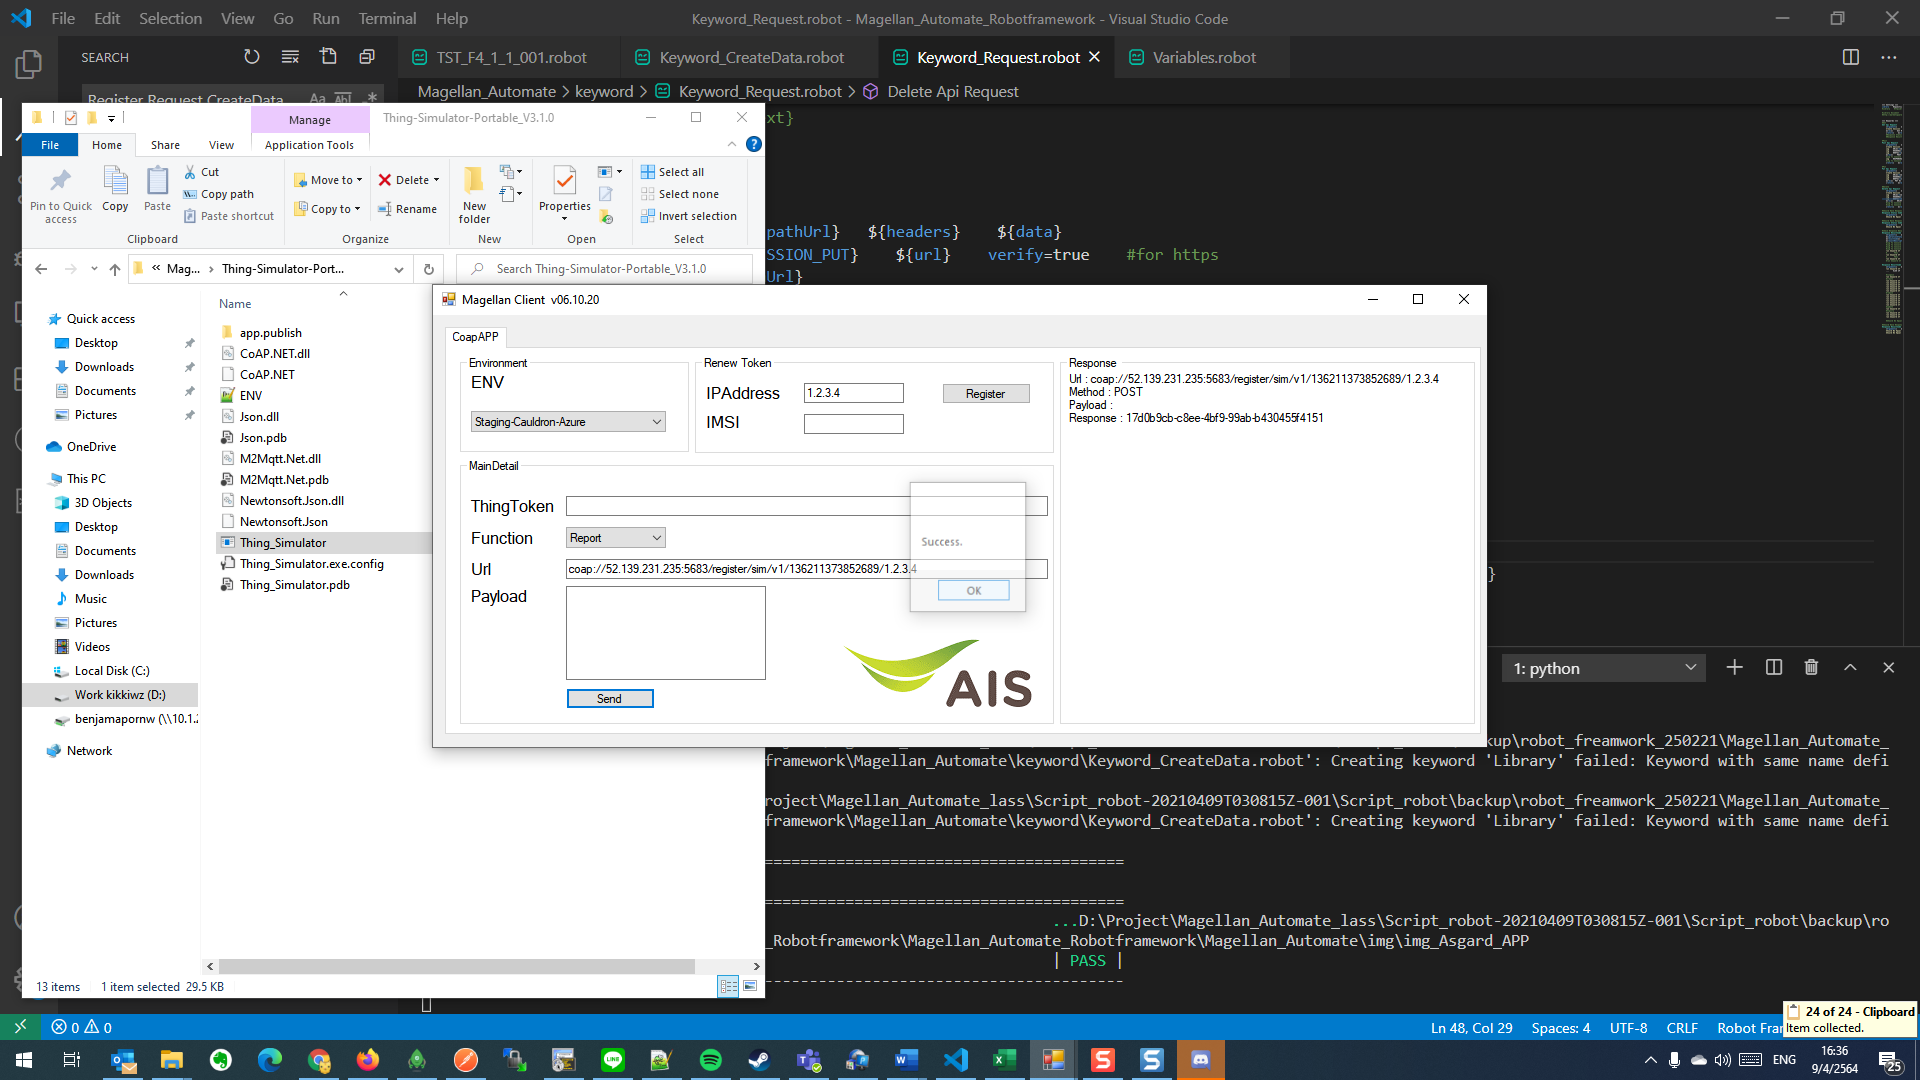 File Edit Selection View Go Run Terminal Help
Keyword_Request.robot - Magellan_Automate_Robotframework - Visual Studio Code
SEARCH
TST_F4_1_1_001.robot
Keyword_CreateData.robot
Keyword_Request.robot
Variables.robot
Register Request CreateData
Magellan_Automate > keyword > Keyword_Request.robot > Delete Api Request
xt}
pathUrl} ${headers} ${data}
SSION_PUT} ${url} verify=true #for https
Url}
}
Manage
Thing-Simulator-Portable_V3.1.0
File Home Share View Application Tools
Pin to Quick access
Copy
Paste
Cut
Copy path
Paste shortcut
Clipboard
Move to
Copy to
Delete
Rename
Organize
New folder
New
Properties
Open
Select all
Select none
Invert selection
Select
« Mag... > Thing-Simulator-Port...
Search Thing-Simulator-Portable_V3.1.0
Quick access
Desktop
Downloads
Documents
Pictures
OneDrive
This PC
3D Objects
Desktop
Documents
Downloads
Music
Pictures
Videos
Local Disk (C:)
Work kikkiwz (D:)
benjamapornw (\\10.1.2
Network
Name
app.publish
CoAP.NET.dll
CoAP.NET
ENV
Json.dll
Json.pdb
M2Mqtt.Net.dll
M2Mqtt.Net.pdb
Newtonsoft.Json.dll
Newtonsoft.Json
Thing_Simulator
Thing_Simulator.exe.config
Thing_Simulator.pdb
13 items 1 item selected 29.5 KB
Magellan Client v06.10.20
CoapAPP
Environment
ENV
Staging-Cauldron-Azure
Renew Token
IPAddress 1.2.3.4 Register
IMSI
MainDetail
ThingToken
Function Report
Url coap://52.139.231.235:5683/register/sim/v1/136211373852689/1.2.3.4
Payload
Send
Success.
OK
AIS
Response
Url : coap://52.139.231.235:5683/register/sim/v1/136211373852689/1.2.3.4
Method : POST
Payload :
Response : 17d0b9cb-c8ee-4bf9-99ab-b430455f4151
1: python
kup\robot_freamwork_250221\Magellan_Automate_
framework\Magellan_Automate\keyword\Keyword_CreateData.robot': Creating keyword 'Library' failed: Keyword with same name defi
roject\Magellan_Automate_lass\Script_robot-20210409T030815Z-001\Script_robot\backup\robot_freamwork_250221\Magellan_Automate_
framework\Magellan_Automate\keyword\Keyword_CreateData.robot': Creating keyword 'Library' failed: Keyword with same name defi
========================================
========================================
...D:\Project\Magellan_Automate_lass\Script_robot-20210409T030815Z-001\Script_robot\backup\ro
_Robotframework\Magellan_Automate_Robotframework\Magellan_Automate\img\img_Asgard_APP
| PASS |
----------------------------------------
0 0
Ln 48, Col 29 Spaces: 4 UTF-8 CRLF Robot Fra
24 of 24 - Clipboard
Item collected.
ENG
16:36
9/4/2564
25